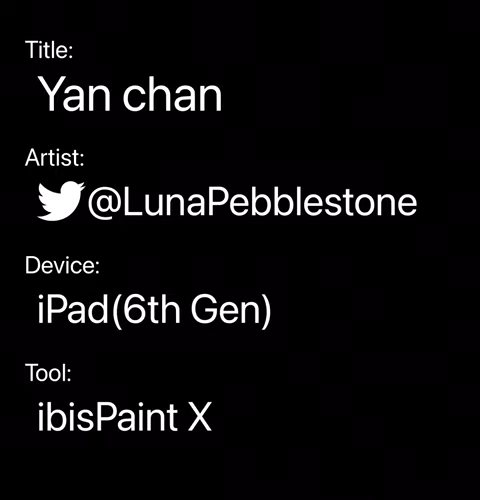 Title:
Yan chan
Artist:
@LunaPebblestone
Device:
iPad(6th Gen)
Tool:
ibisPaint X